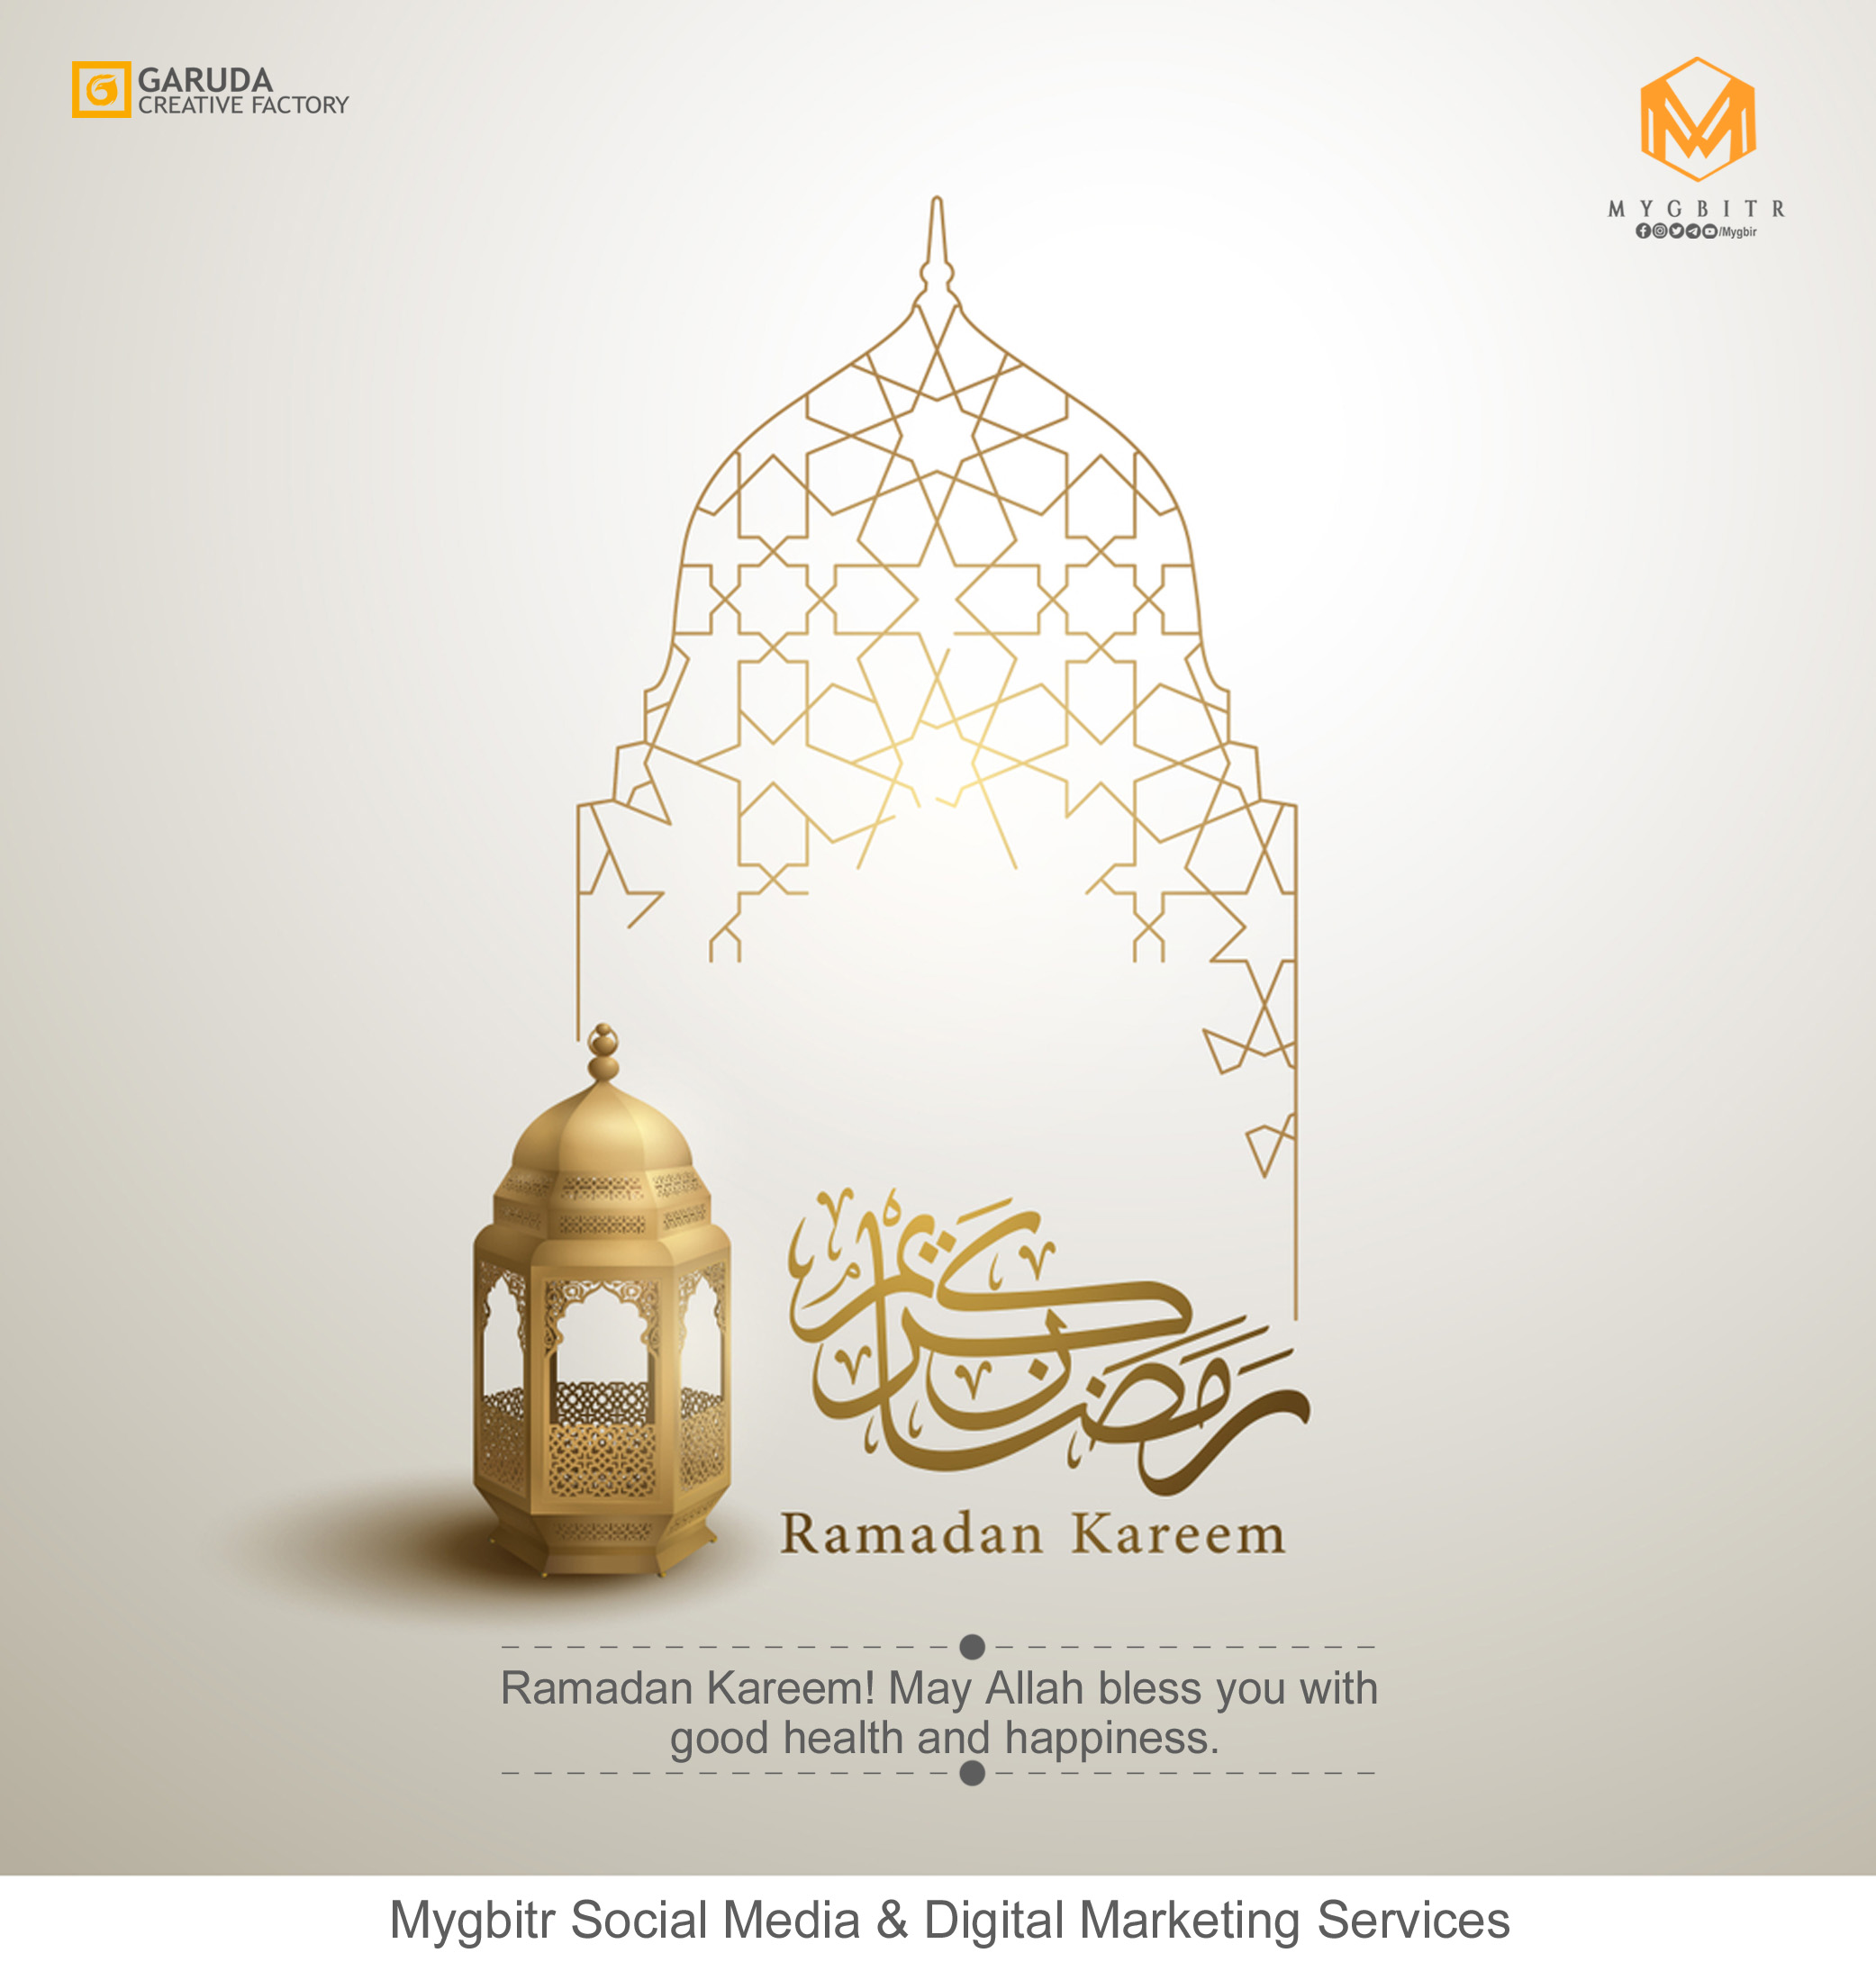 GARUDA
CREATIVE FACTORY
MYGBITR
/Mygbir
رمضان كريم
Ramadan Kareem
Ramadan Kareem! May Allah bless you with
good health and happiness.
Mygbitr Social Media & Digital Marketing Services